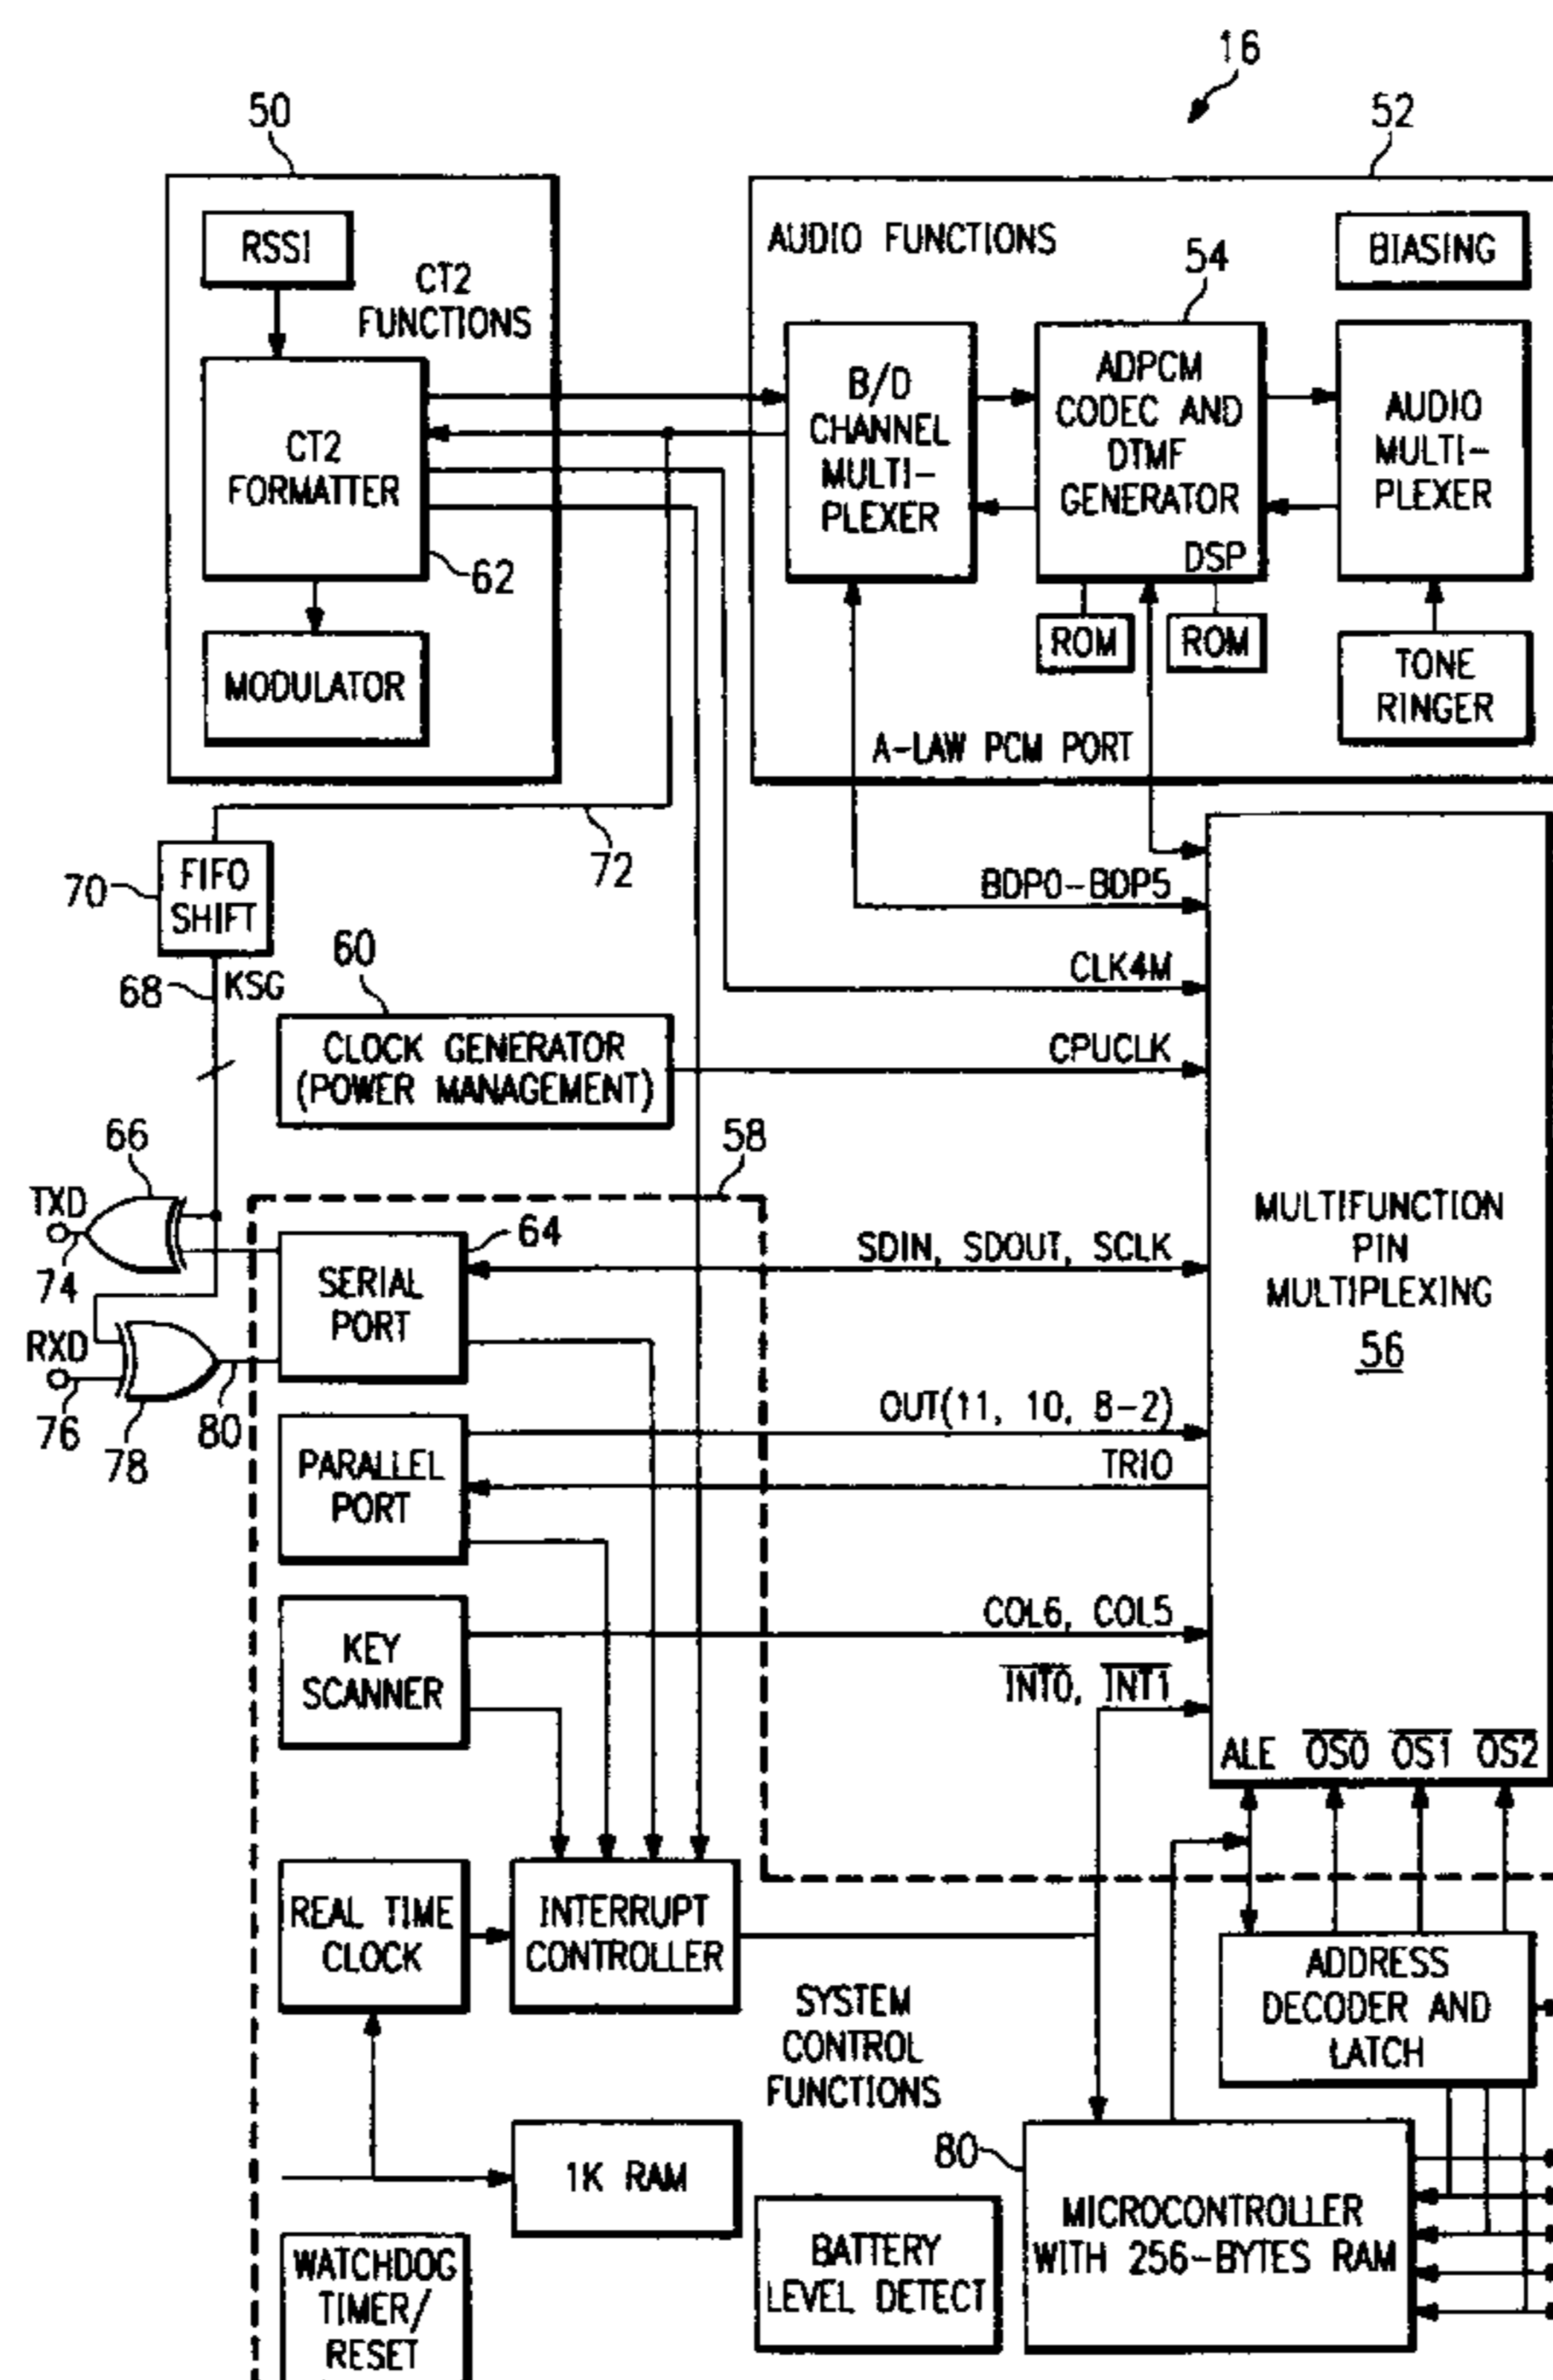 16
50
52
RSSI
CT2
FUNCTIONS
AUDIO FUNCTIONS
54
BIASING
CT2
FORMATTER
62
MODULATOR
B/D
CHANNEL
MULTI-
PLEXER
ADPCM
CODEC AND
DTMF
GENERATOR
DSP
AUDIO
MULTI-
PLEXER
ROM
ROM
TONE
RINGER
A-LAW PCM PORT
72
70
FIFO
SHIFT
68
KSG
60
CLOCK GENERATOR
(POWER MANAGEMENT)
BDP0-BDP5
CLK4M
CPUCLK
66
58
TXD
74
64
SERIAL
PORT
SDIN, SDOUT, SCLK
MULTIFUNCTION
PIN
MULTIPLEXING
56
RXD
76
78
80
PARALLEL
PORT
OUT(11, 10, 8-2)
TRIO
KEY
SCANNER
COL6, COL5
INT0, INT1
ALE OS0 OS1 OS2
REAL TIME
CLOCK
INTERRUPT
CONTROLLER
SYSTEM
CONTROL
FUNCTIONS
ADDRESS
DECODER AND
LATCH
1K RAM
80
MICROCONTROLLER
WITH 256-BYTES RAM
BATTERY
LEVEL DETECT
WATCHDOG
TIMER/
RESET